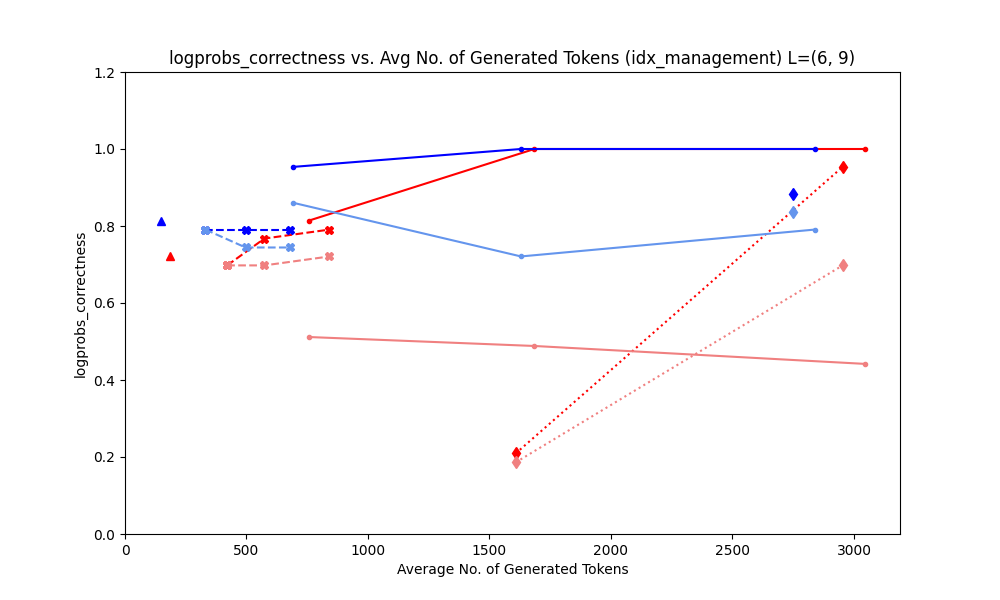 logprobs_correctness vs. Avg No. of Generated Tokens (idx_management) L=(6, 9)
1.2
1.0
0.8
0.6
0.4
0.2
0.0
logprobs_correctness
0 500 1000 1500 2000 2500 3000
Average No. of Generated Tokens